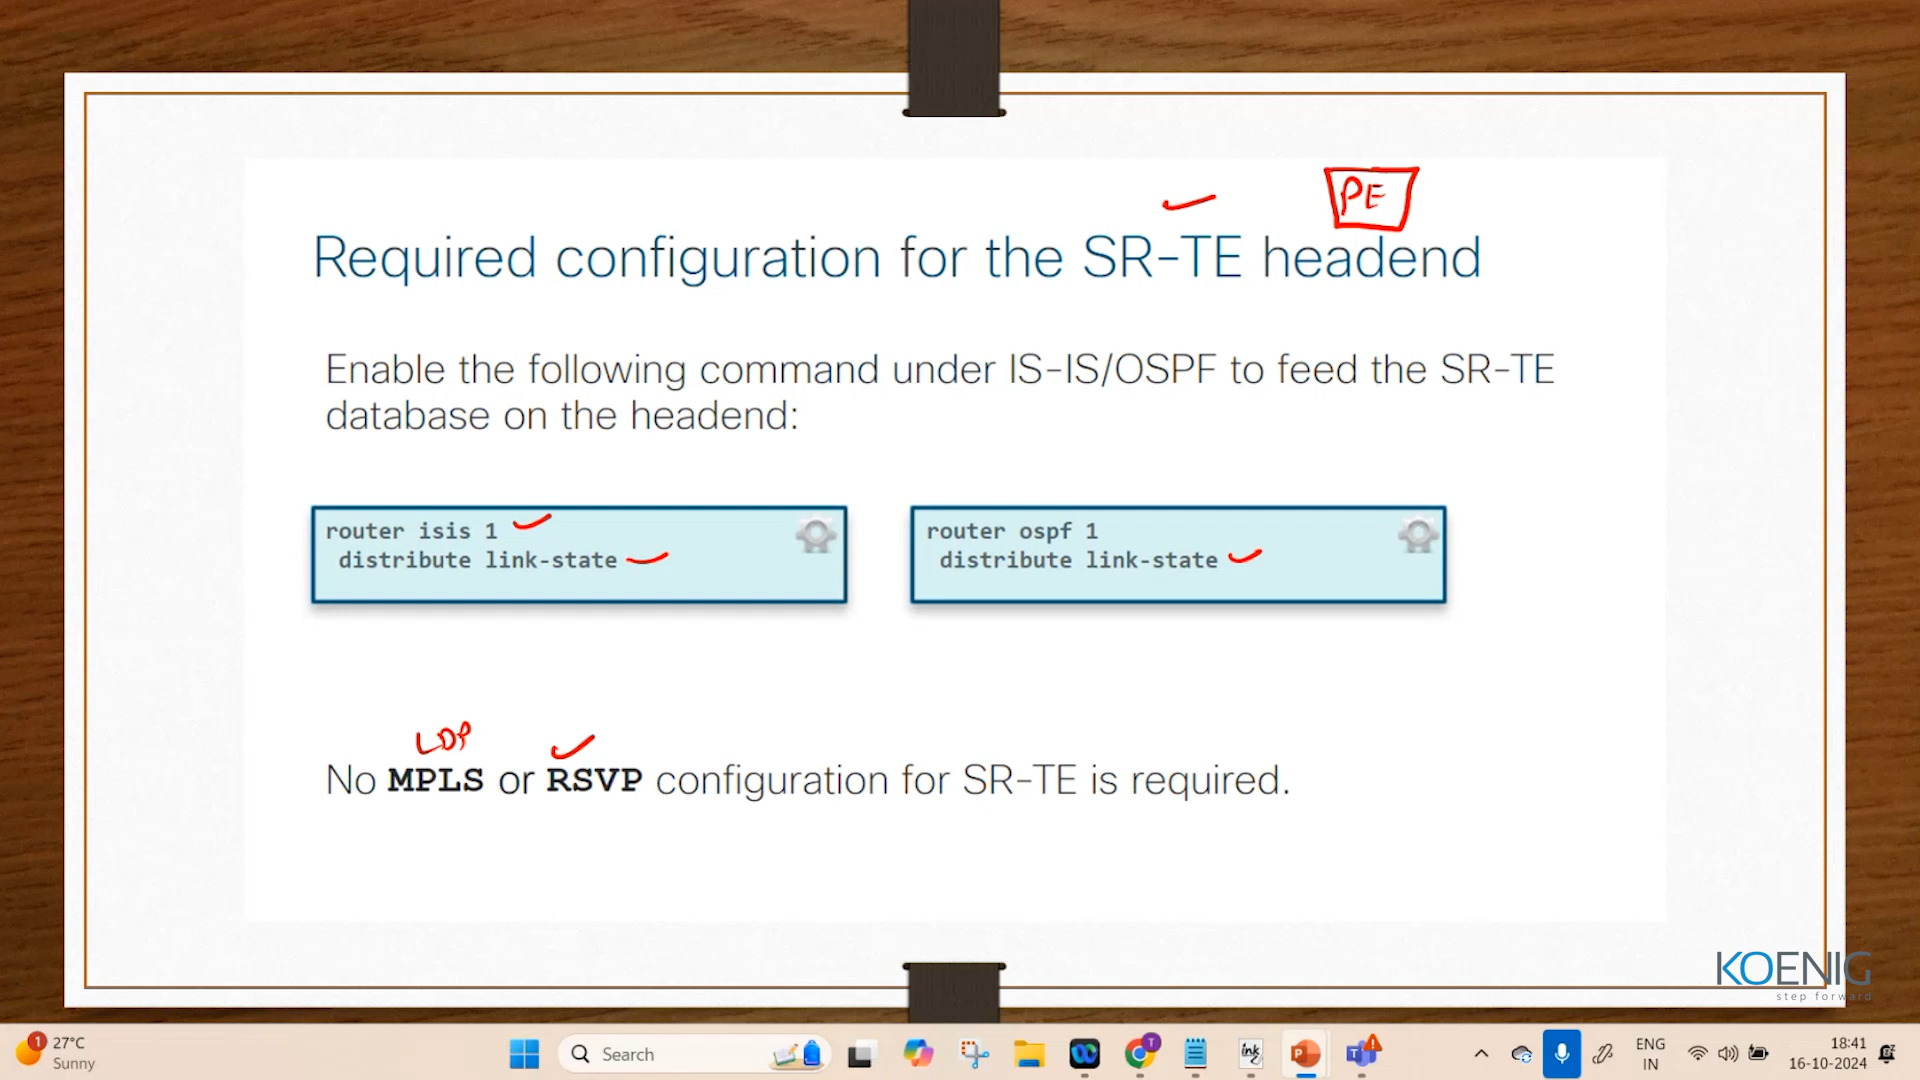 PE
Required configuration for the SR-TE headend
Enable the following command under IS-IS/OSPF to feed the SR-TE
database on the headend:
router isis 1
distribute link-state
router ospf 1
distribute link-state
LDP
No MPLS or RSVP configuration for SR-TE is required.
KOENIG
step forward
1
27°C
Sunny
Search
T
ink
P
T
ENG
IN
18:41
16-10-2024